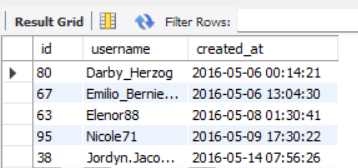 Result Grid Filter Rows:
id username created_at
80 Darby_Herzog 2016-05-06 00:14:21
67 Emilio_Bernie... 2016-05-06 13:04:30
63 Elenor88 2016-05-08 01:30:41
95 Nicole71 2016-05-09 17:30:22
38 Jordyn.Jaco... 2016-05-14 07:56:26